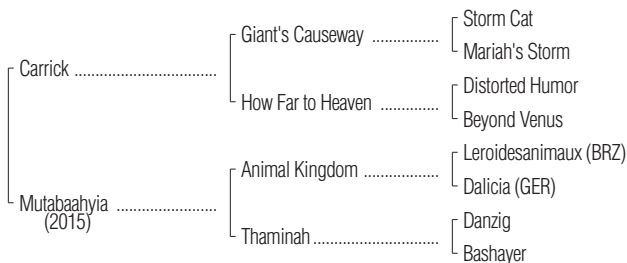 Storm Cat
Giant's Causeway ................
Mariah's Storm
Carrick ..................................
Distorted Humor
How Far to Heaven ..............
Beyond Venus
Leroidesanimaux (BRZ)
Animal Kingdom ..................
Dalicia (GER)
Mutabaahyia ........................
(2015)
Danzig
Thaminah ..............................
Bashayer